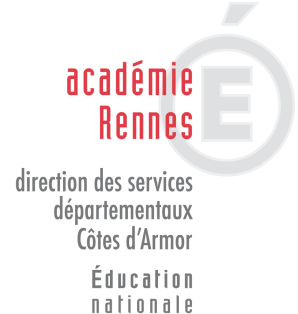 É
académie
Rennes
direction des services
départementaux
Côtes d'Armor
Éducation
nationale